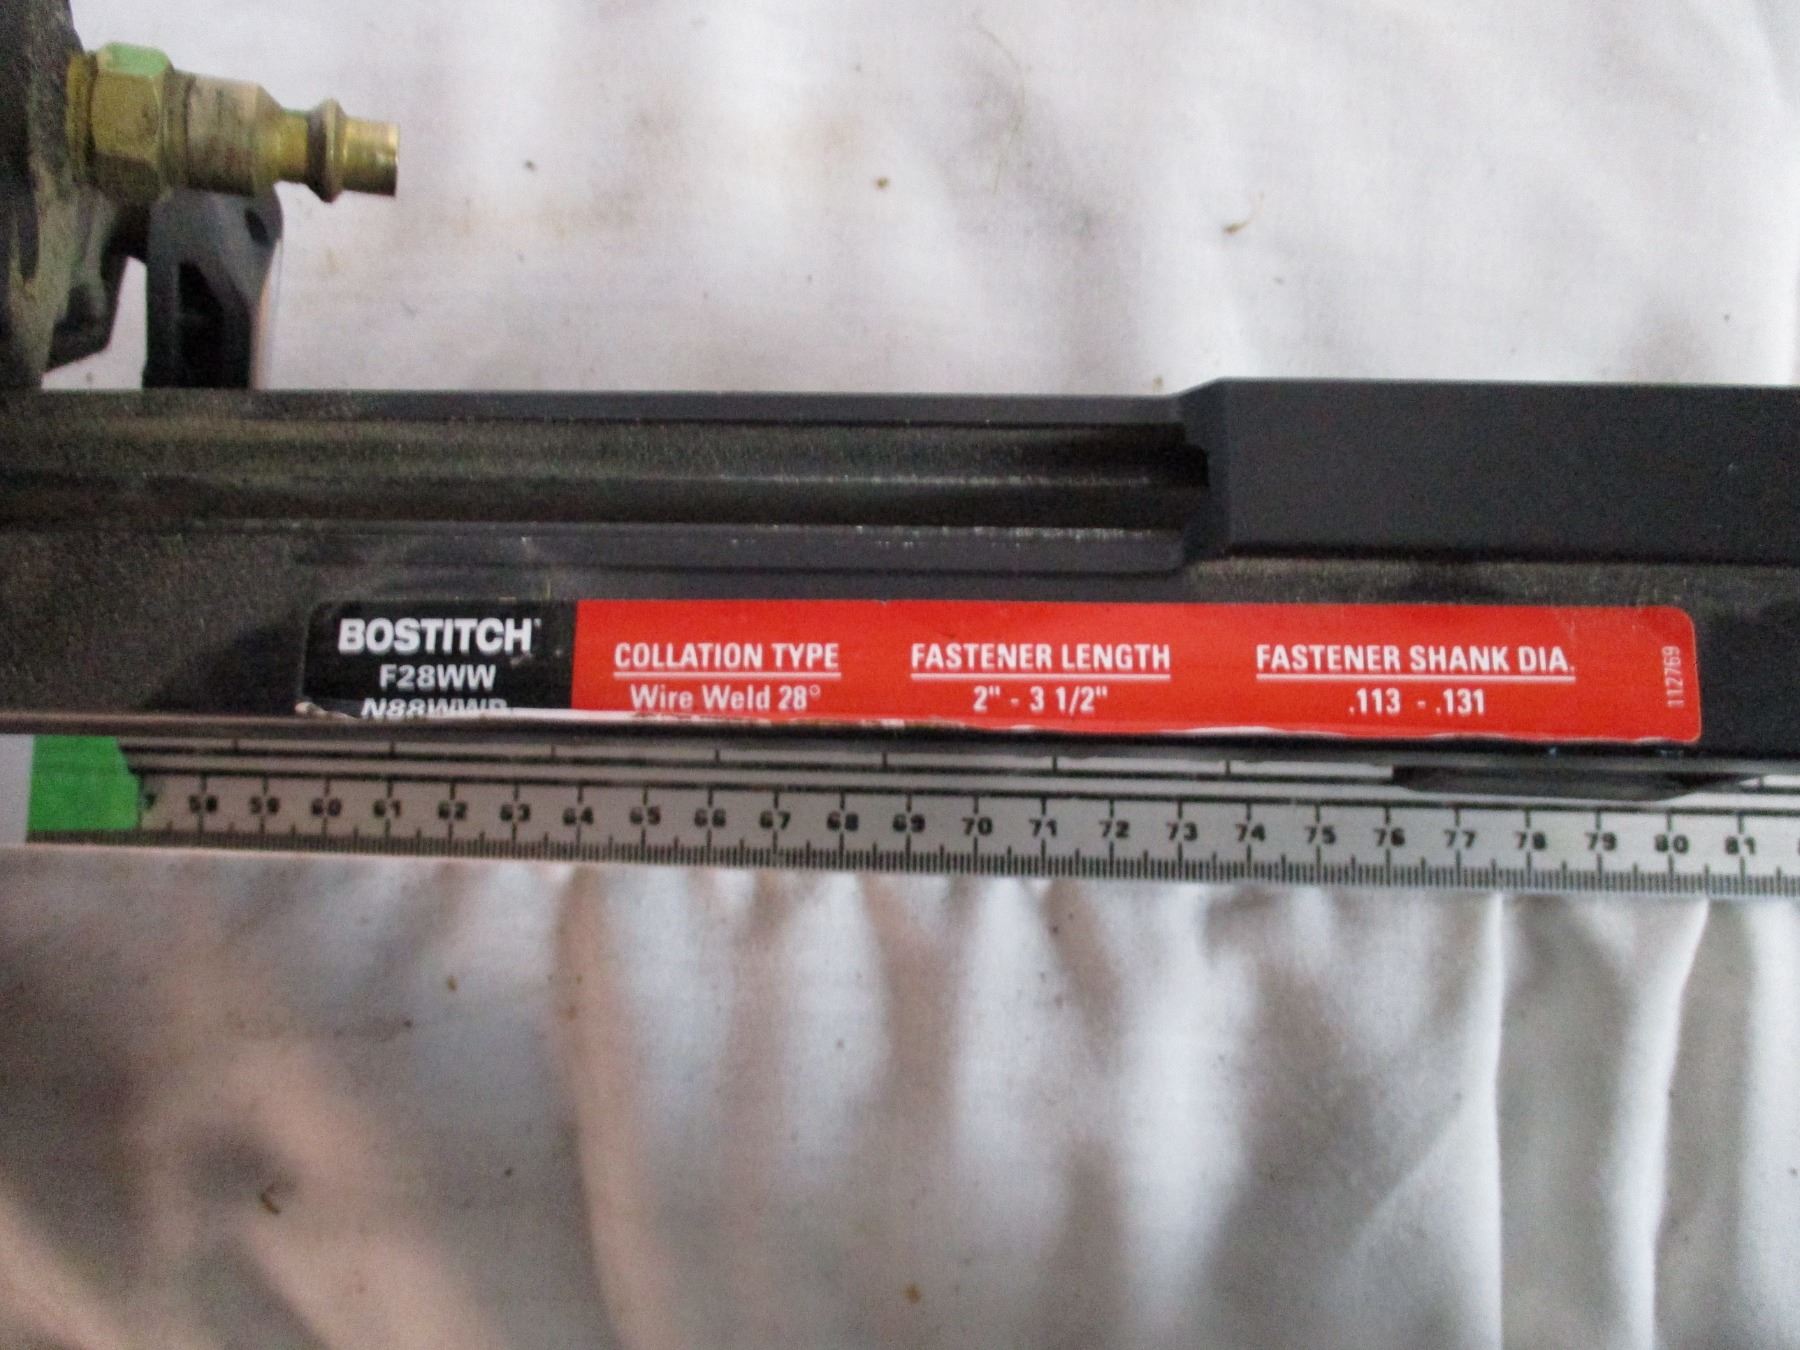 BOSTITCH
F28WW
N88WWB
COLLATION TYPE
Wire Weld 28°
FASTENER LENGTH
2" - 3 1/2"
FASTENER SHANK DIA.
.113 - .131
112769
58 59 60 61 62 63 64 65 66 67 68 69 70 71 72 73 74 75 76 77 78 79 80 81